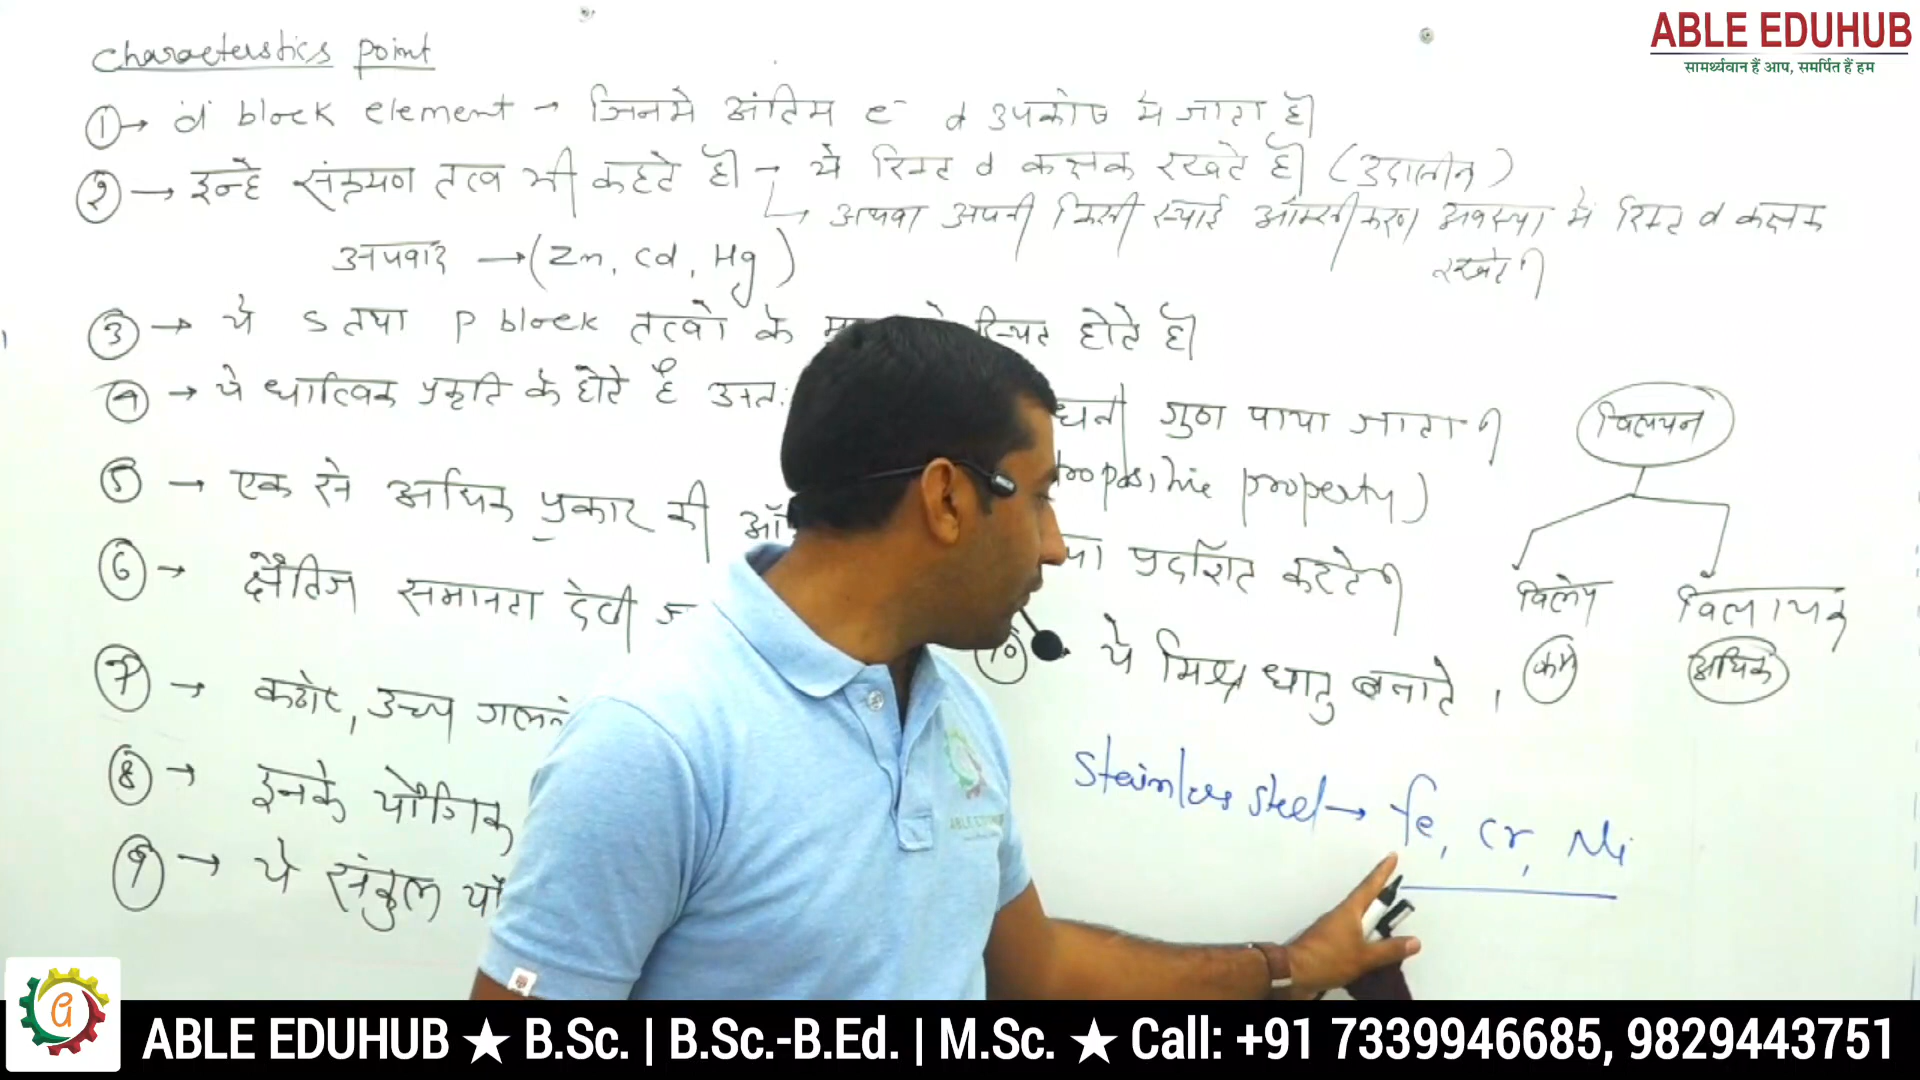 ABLE EDUHUB
सामर्थ्यवान हैं आप, समर्पित हैं हम
characterstics point
① → d block element → जिनमे अंतिम e⁻ d उपकोष मे जाता है
② → इन्हे संक्रमण तत्व भी कहते है → ये रिक्त d कक्षक रखते है (उदासीन)
↳ अथवा अपनी किसी स्थाई ऑक्सीकरण अवस्था मे रिक्त d कक्षक
रखते।
अपवाद → (Zn, Cd, Hg)
③ → ये s तथा p block तत्वो के स्थित होते है
④ → ये धात्विक प्रकृति के होते है अतः गुण पाया जाता।
property)
⑤ → एक से अधिक प्रकार की प्रदर्शित करते।
⑥ → क्षैतिज समानता देखी
⑦ → कठोर, उच्च
⑧ → इनके यौगिक
⑨ → ये संकुल
⑩ ये मिश्र धातु बनाते।
Stainless steel → Fe, Cr, Ni
विलयन
विलेय विलायक
कम अधिक
ABLE EDUHUB ★ B.Sc. | B.Sc.-B.Ed. | M.Sc. ★ Call: +91 7339946685, 9829443751